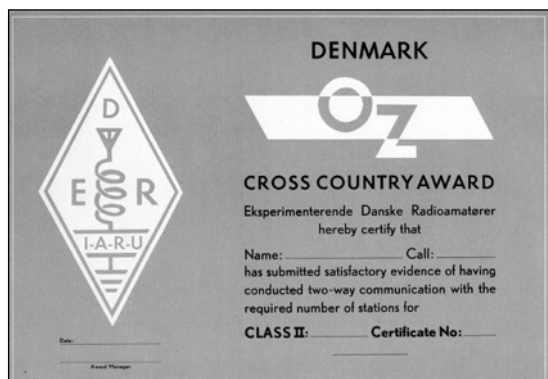 D
E R
I-A-R-U
Date:
Award Manager
DENMARK
OZ
CROSS COUNTRY AWARD
Eksperimenterende Danske Radioamatører
hereby certify that
Name: Call:
has submitted satisfactory evidence of having
conducted two-way communication with the
required number of stations for
CLASS II: Certificate No: